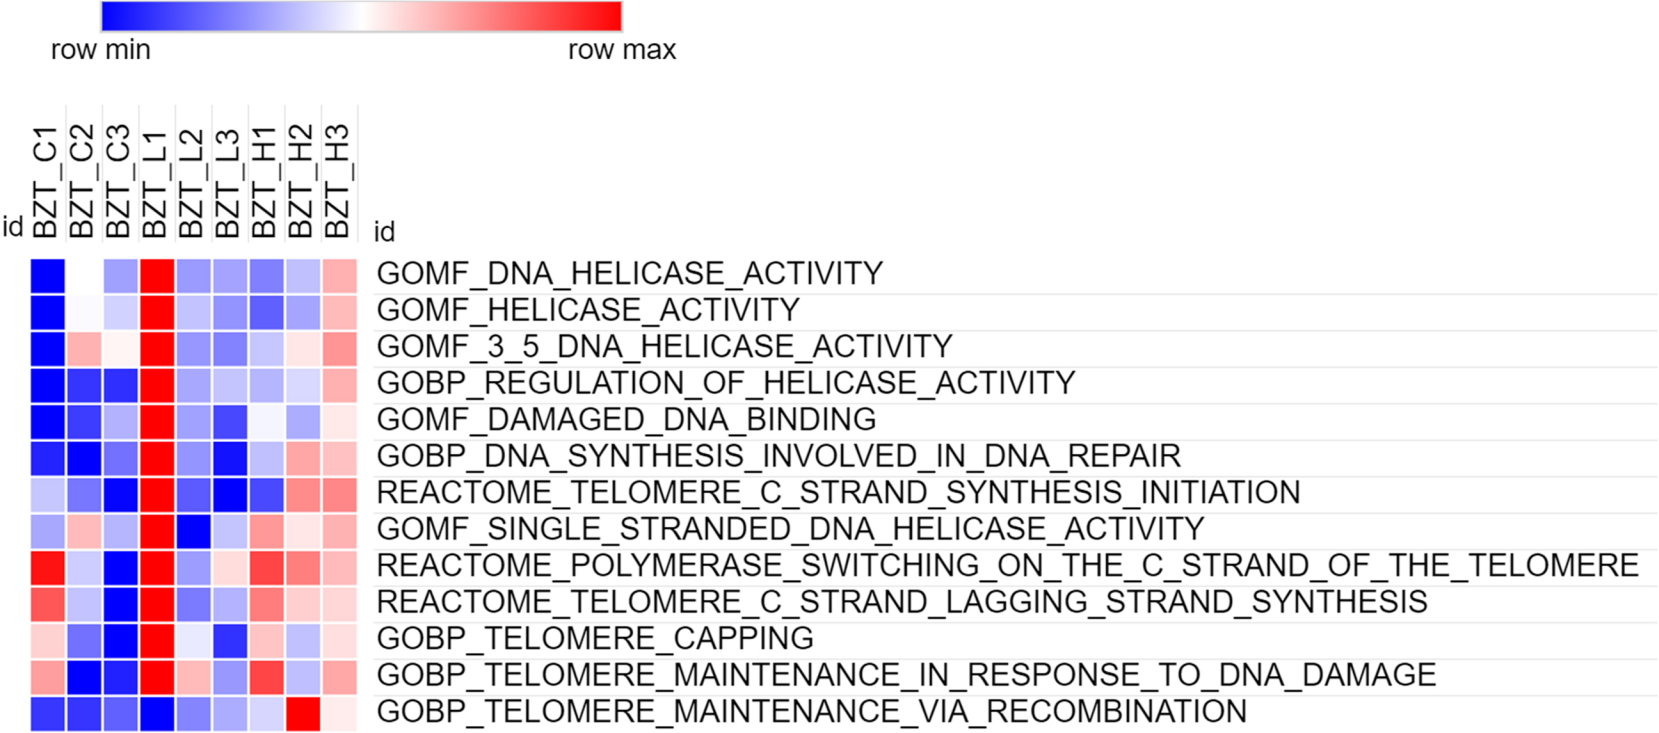 row min row max
BZT_C1 BZT_C2 BZT_C3 BZT_L1 BZT_L2 BZT_L3 BZT_H1 BZT_H2 BZT_H3
id id
GOMF_DNA_HELICASE_ACTIVITY
GOMF_HELICASE_ACTIVITY
GOMF_3_5_DNA_HELICASE_ACTIVITY
GOBP_REGULATION_OF_HELICASE_ACTIVITY
GOMF_DAMAGED_DNA_BINDING
GOBP_DNA_SYNTHESIS_INVOLVED_IN_DNA_REPAIR
REACTOME_TELOMERE_C_STRAND_SYNTHESIS_INITIATION
GOMF_SINGLE_STRANDED_DNA_HELICASE_ACTIVITY
REACTOME_POLYMERASE_SWITCHING_ON_THE_C_STRAND_OF_THE_TELOMERE
REACTOME_TELOMERE_C_STRAND_LAGGING_STRAND_SYNTHESIS
GOBP_TELOMERE_CAPPING
GOBP_TELOMERE_MAINTENANCE_IN_RESPONSE_TO_DNA_DAMAGE
GOBP_TELOMERE_MAINTENANCE_VIA_RECOMBINATION